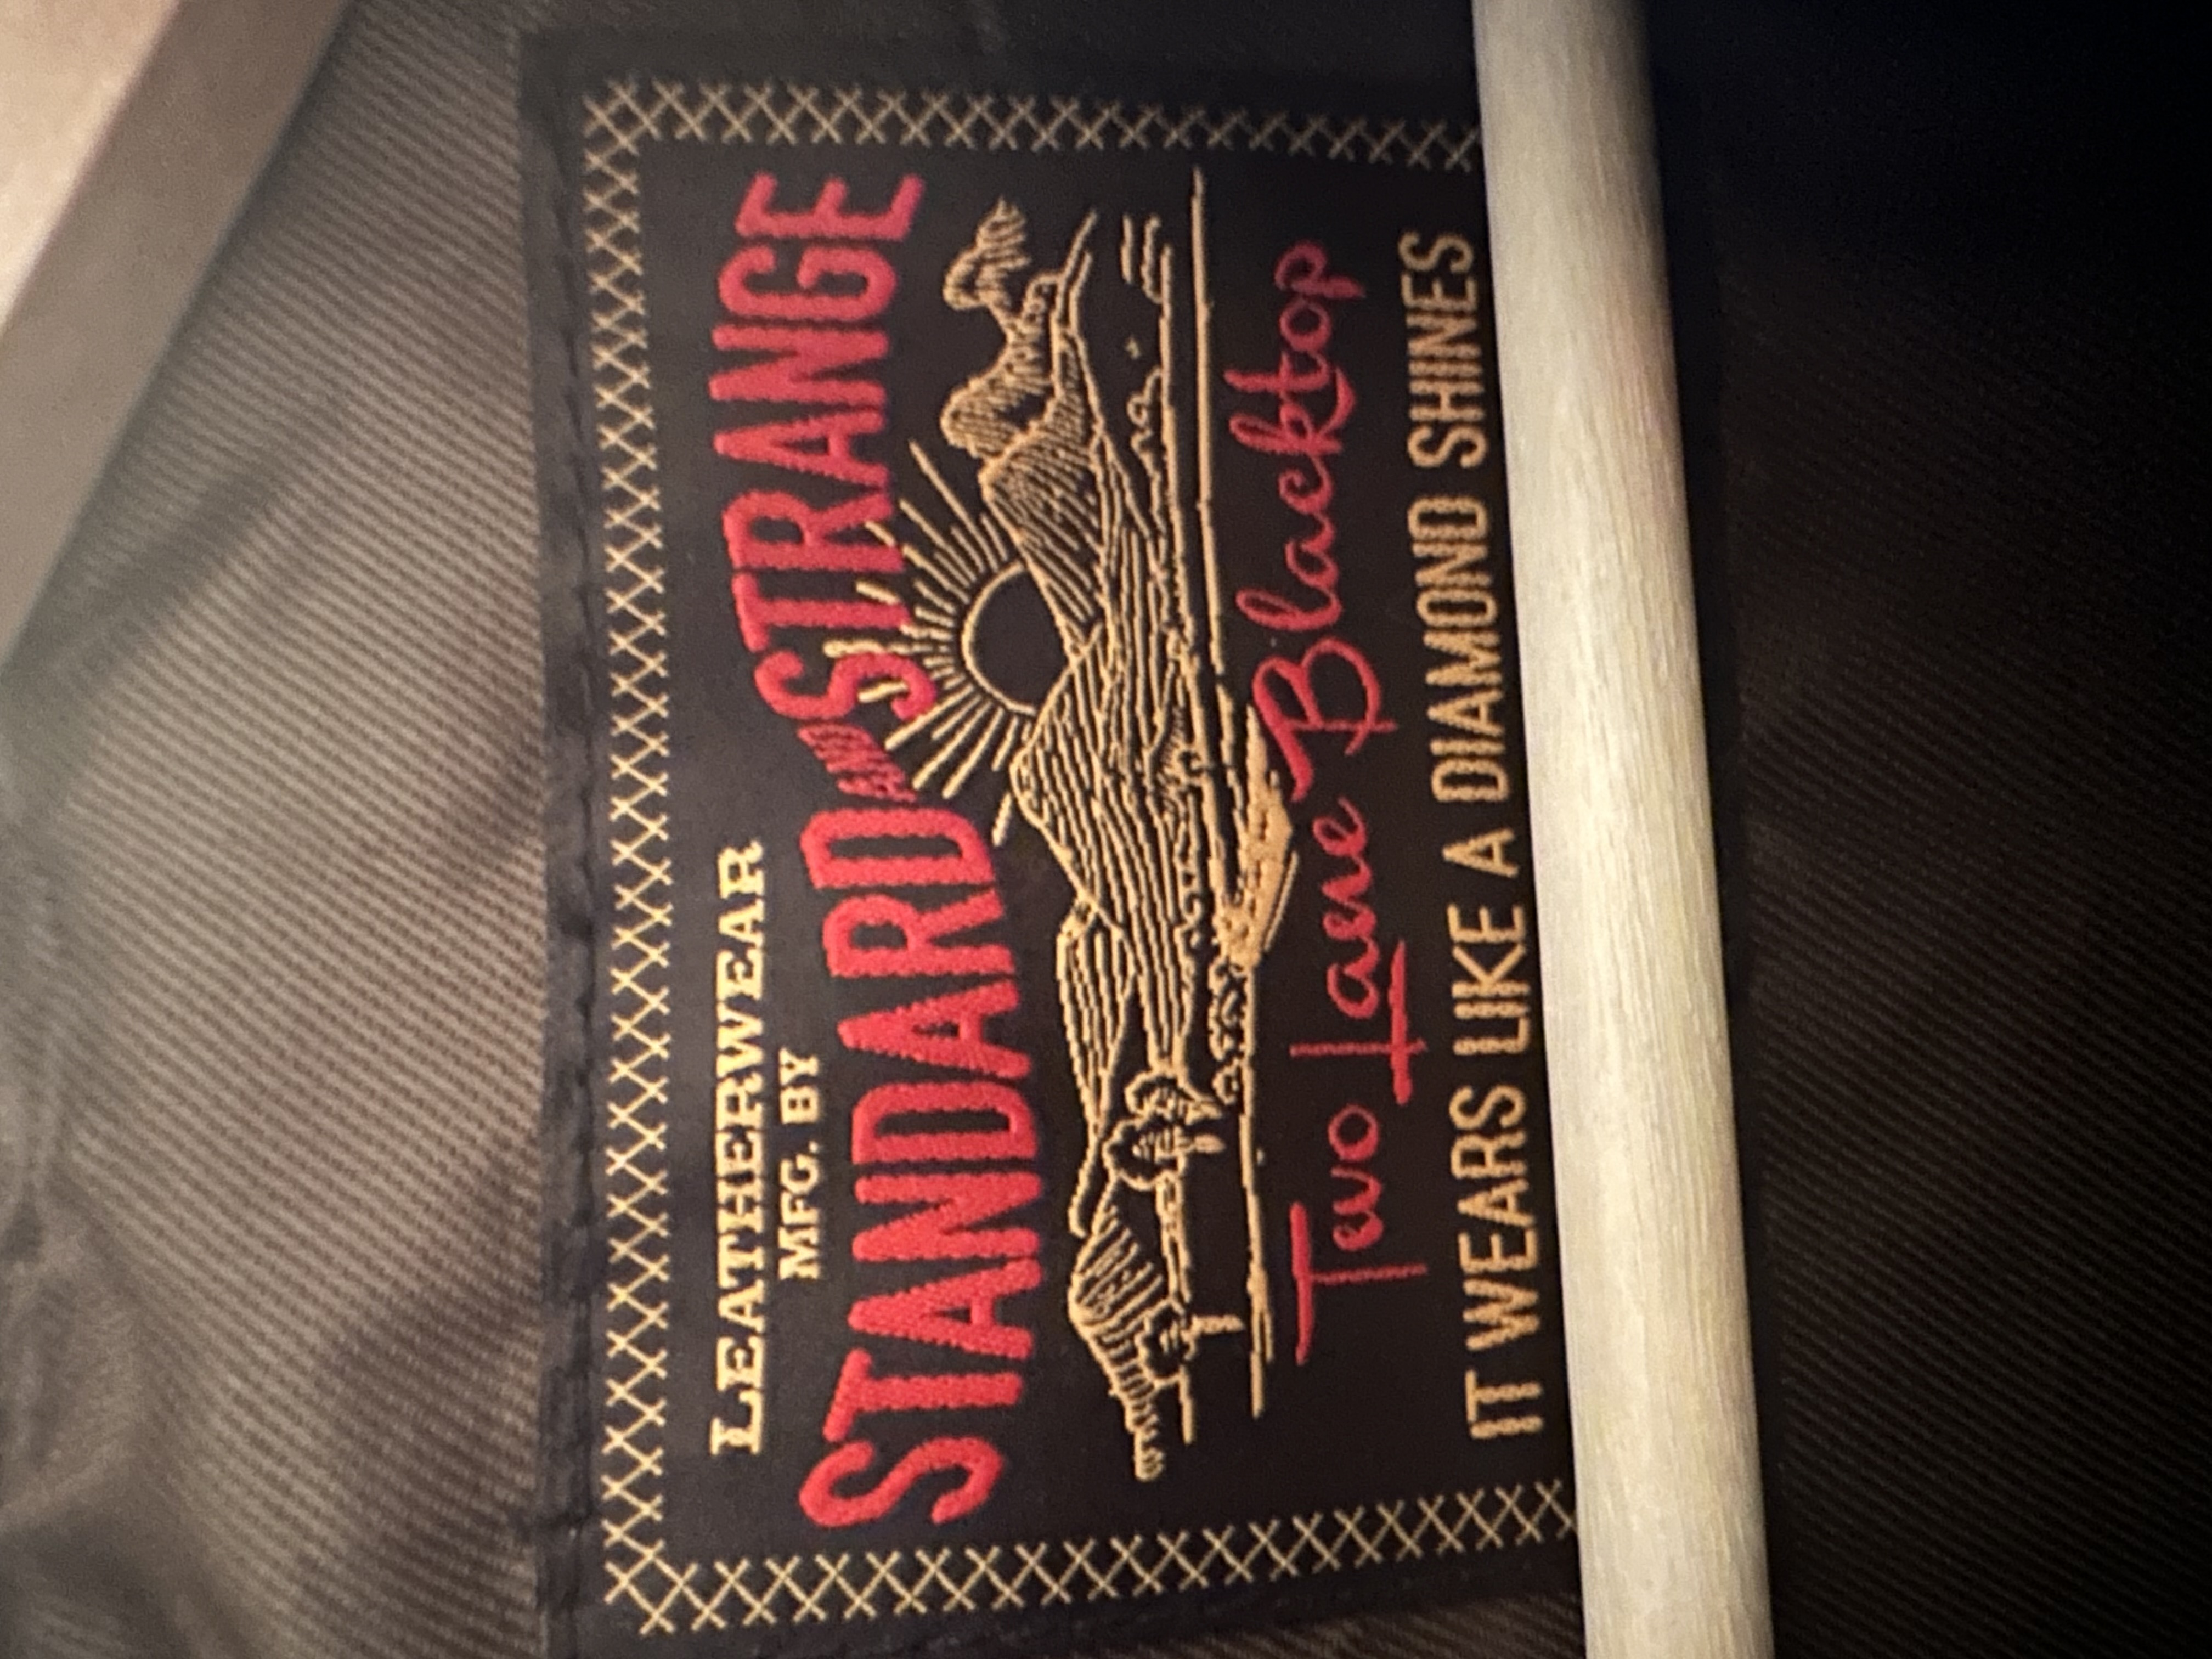 LEATHERWEAR
MFG. BY
STANDARD AND STRANGE
Two Lane Blacktop
IT WEARS LIKE A DIAMOND SHINES